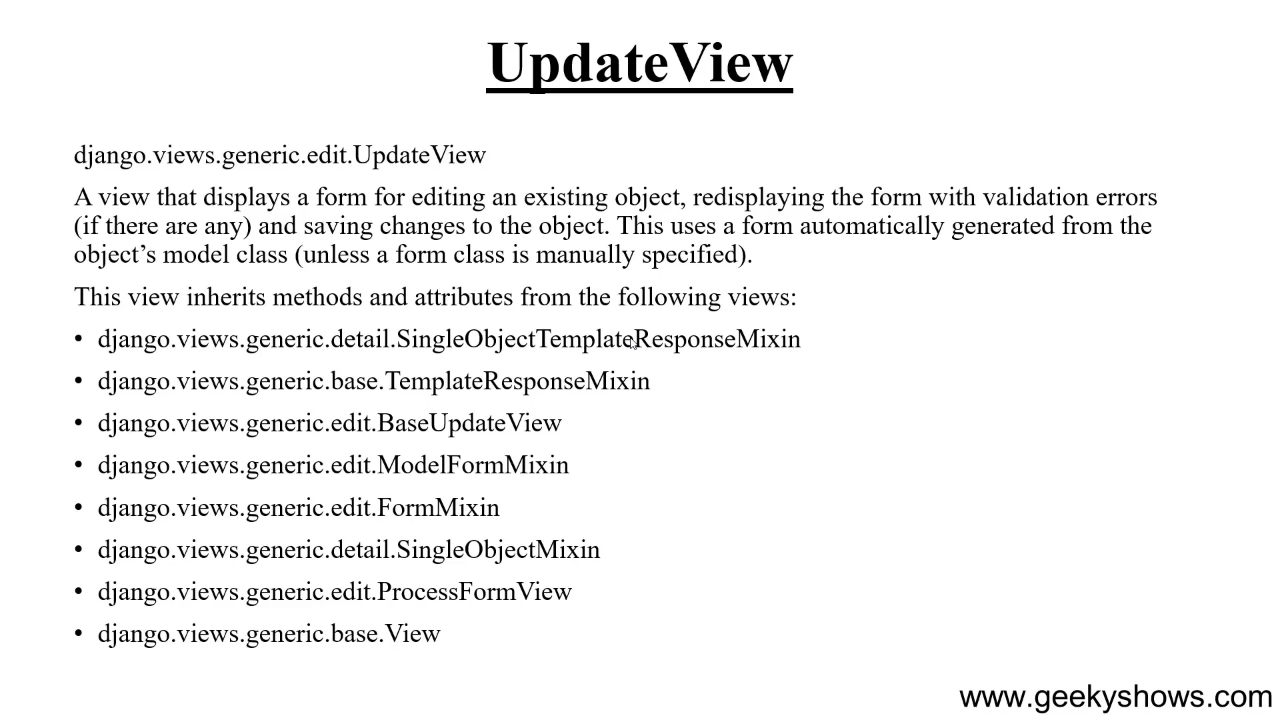 UpdateView
django.views.generic.edit.UpdateView
A view that displays a form for editing an existing object, redisplaying the form with validation errors
(if there are any) and saving changes to the object. This uses a form automatically generated from the
object’s model class (unless a form class is manually specified).
This view inherits methods and attributes from the following views:
• django.views.generic.detail.SingleObjectTemplateResponseMixin
• django.views.generic.base.TemplateResponseMixin
• django.views.generic.edit.BaseUpdateView
• django.views.generic.edit.ModelFormMixin
• django.views.generic.edit.FormMixin
• django.views.generic.detail.SingleObjectMixin
• django.views.generic.edit.ProcessFormView
• django.views.generic.base.View
www.geekyshows.com